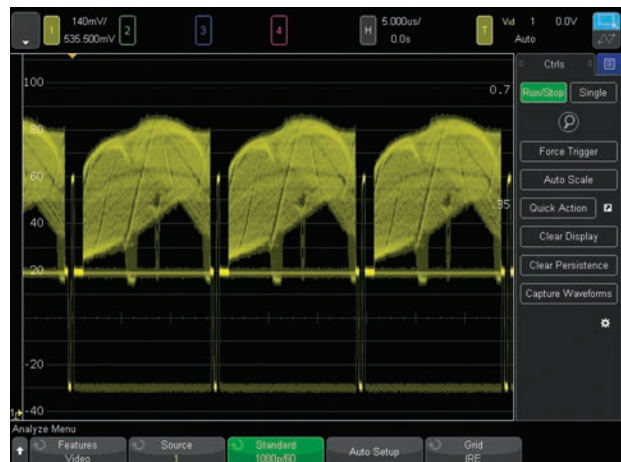 1 140mV/ 2 3 4 H 5.000us/ T Vid 1 0.0V
535.500mV 0.0s Auto
Ctrls
100 0.7
Run/Stop Single
80
Force Trigger
60 Auto Scale
.35 Quick Action
40
Clear Display
20 Clear Persistence
Capture Waveforms
-20
-40
Analyze Menu
Features Source Standard Auto Setup Grid
Video 1 1080p/60 IRE